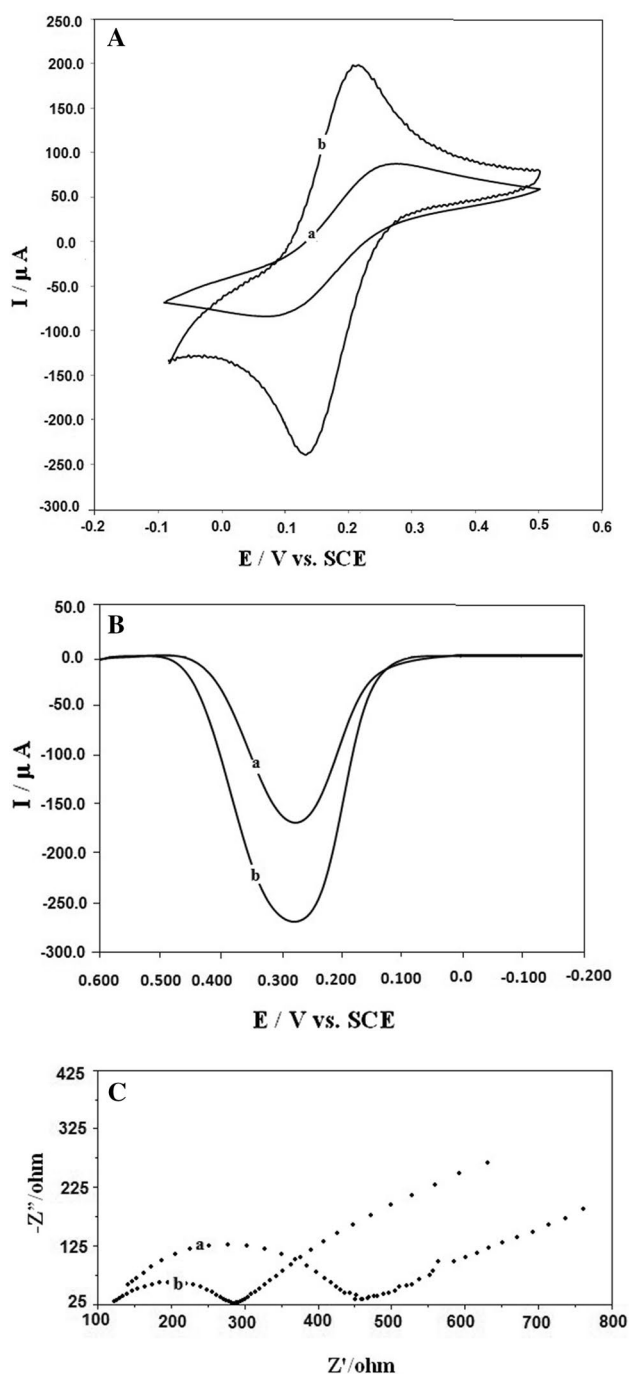 A
250.0
200.0
150.0
100.0
50.0
0.0
-50.0
-100.0
-150.0
-200.0
-250.0
-300.0
I / μ A
b
a
-0.2 -0.1 0.0 0.1 0.2 0.3 0.4 0.5 0.6
E / V vs. SCE
B
50.0
0.0
-50.0
-100.0
-150.0
-200.0
-250.0
-300.0
I / μ A
a
b
0.600 0.500 0.400 0.300 0.200 0.100 0.0 -0.100 -0.200
E / V vs. SCE
C
425
325
225
125
25
-Z”/ohm
a
b
100 200 300 400 500 600 700 800
Z'/ohm